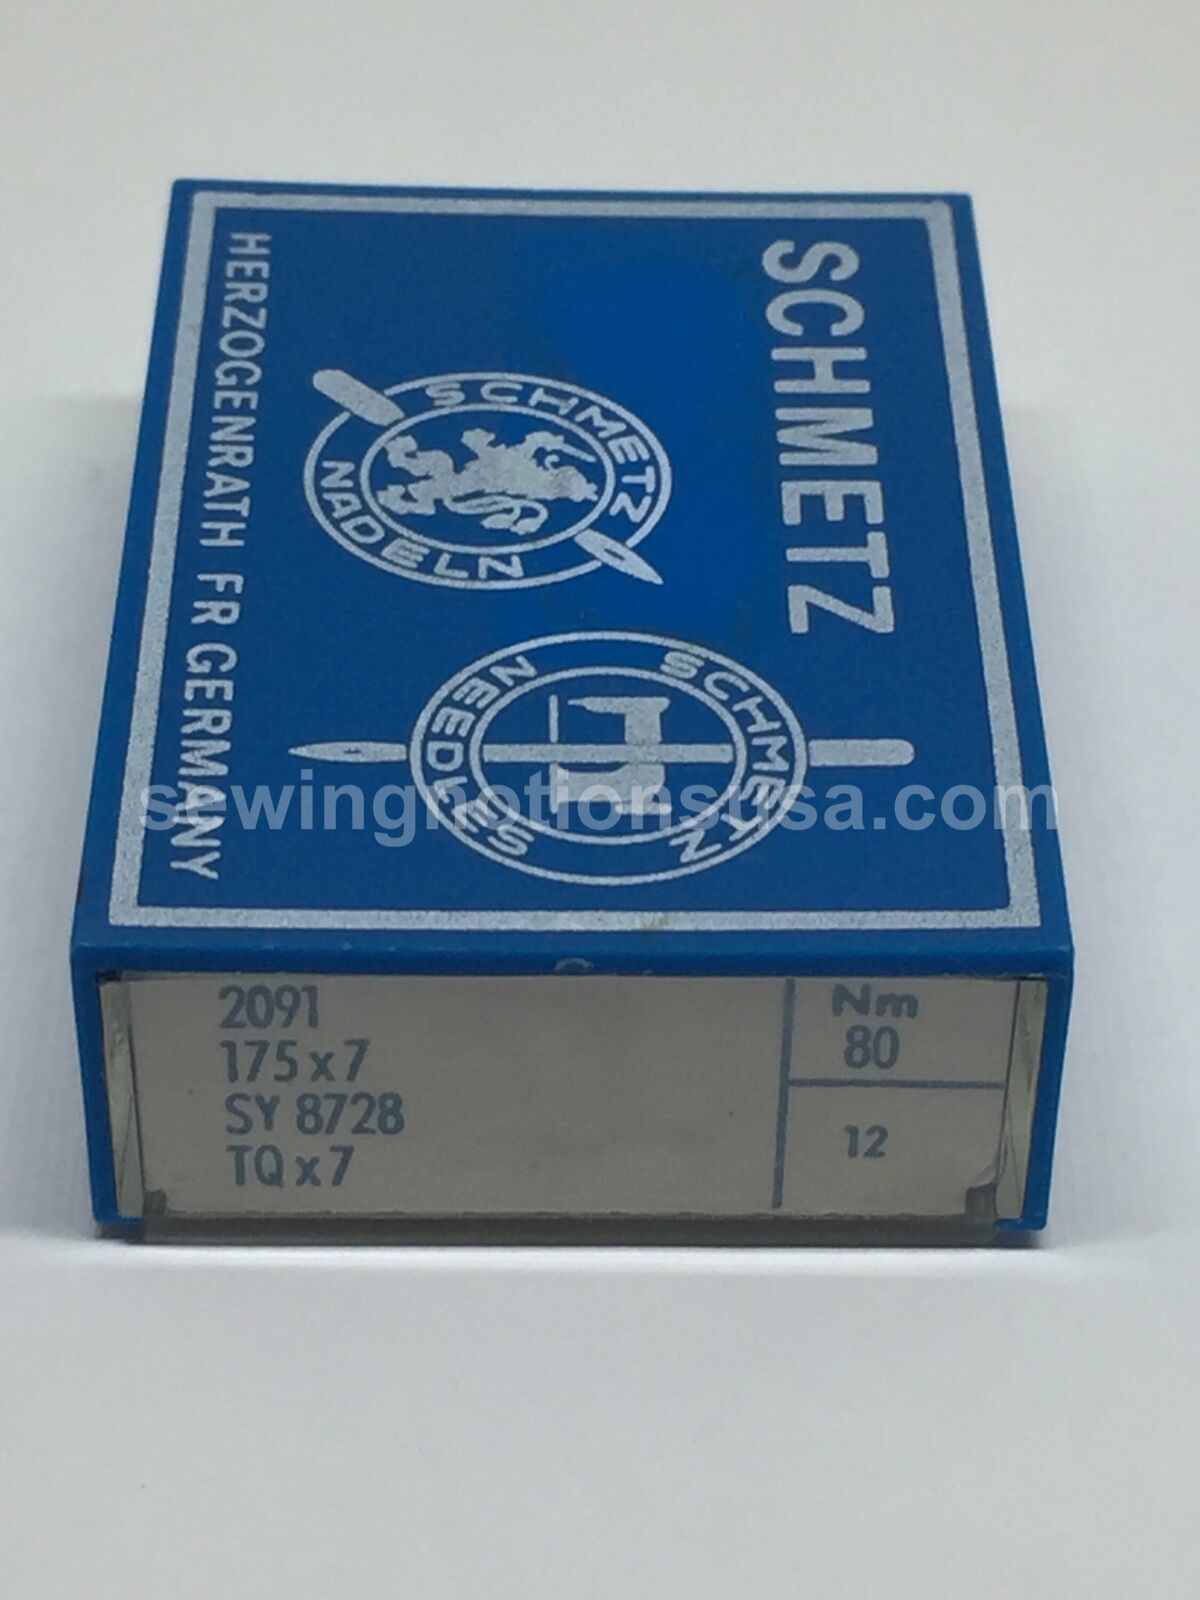 SCHMETZ
SCHMETZ
NADELN
SCHMETZ
NEEDLES
HERZOGENRATH FR GERMANY
sewingnotionsusa.com
2091
175 x 7
SY 8728
TQ x 7
Nm
80
12